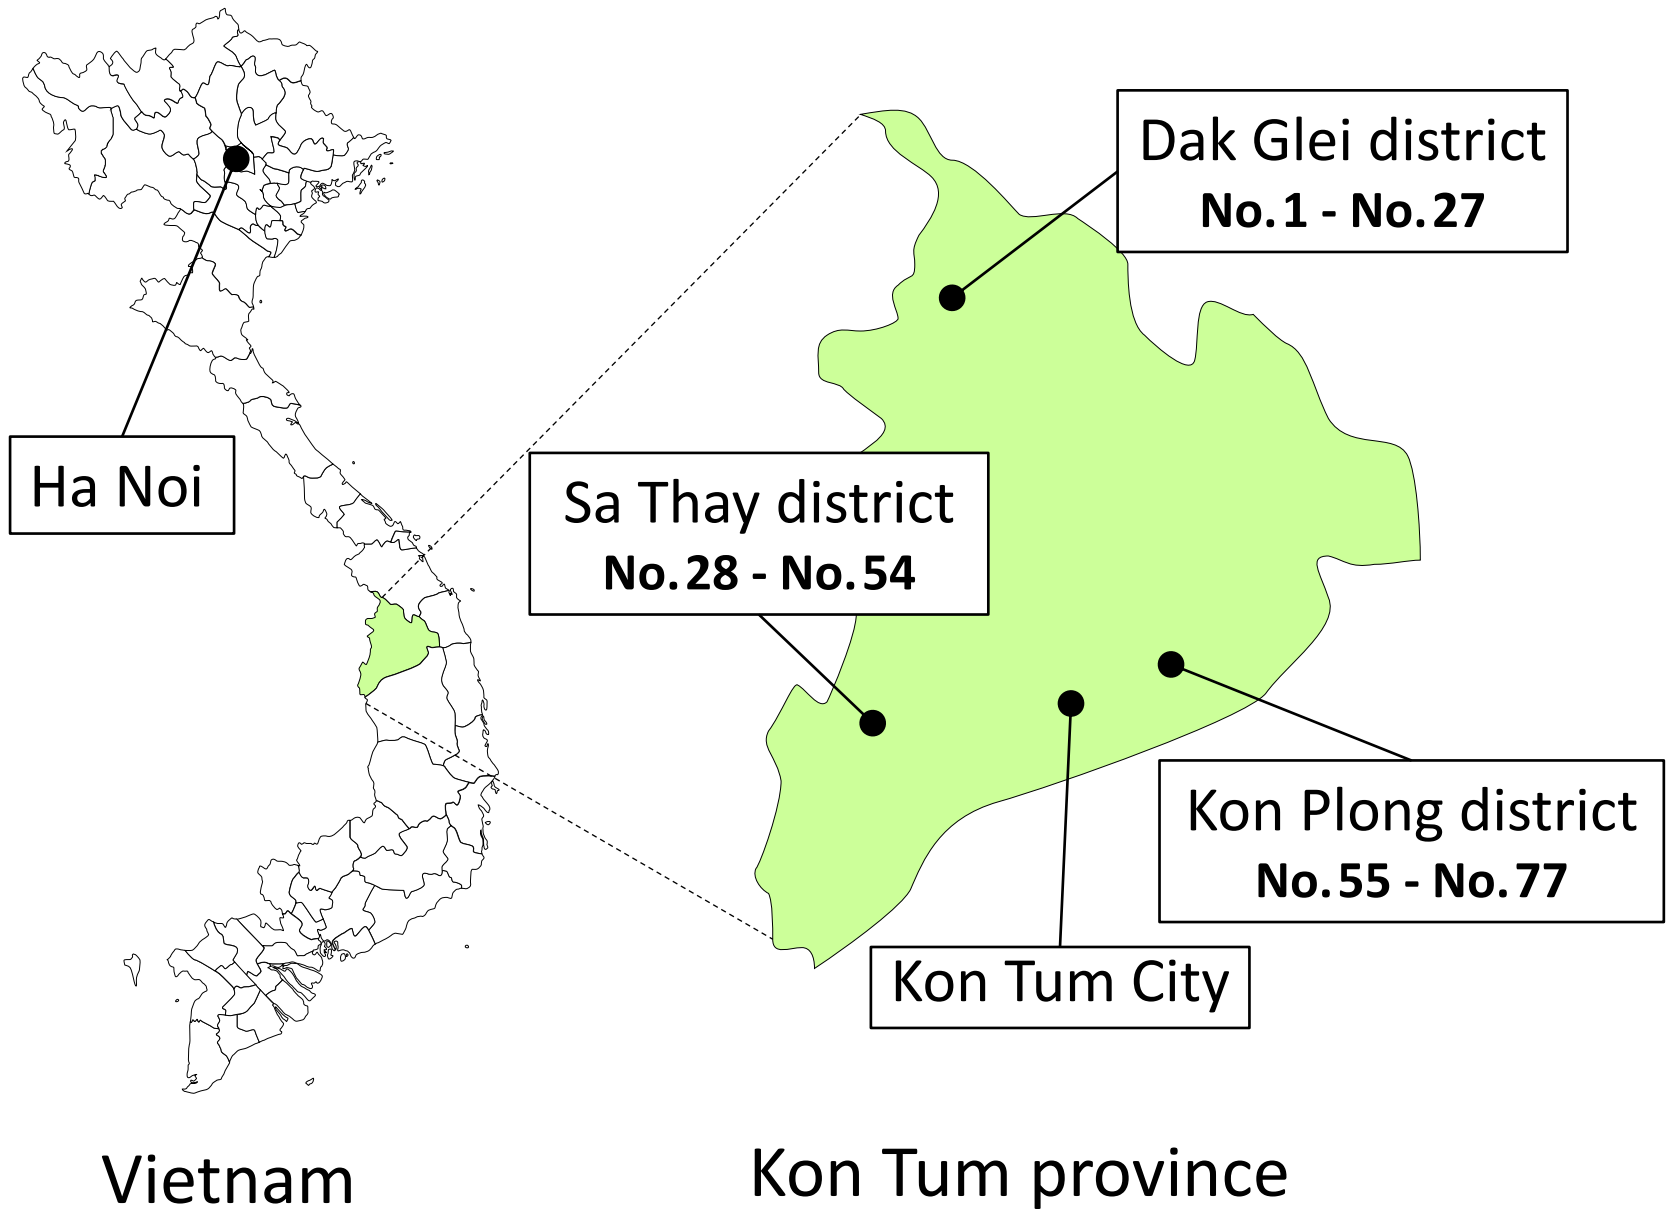 Dak Glei district
No.1 - No.27
Ha Noi
Sa Thay district
No.28 - No.54
Kon Plong district
No.55 - No.77
Kon Tum City
Vietnam
Kon Tum province